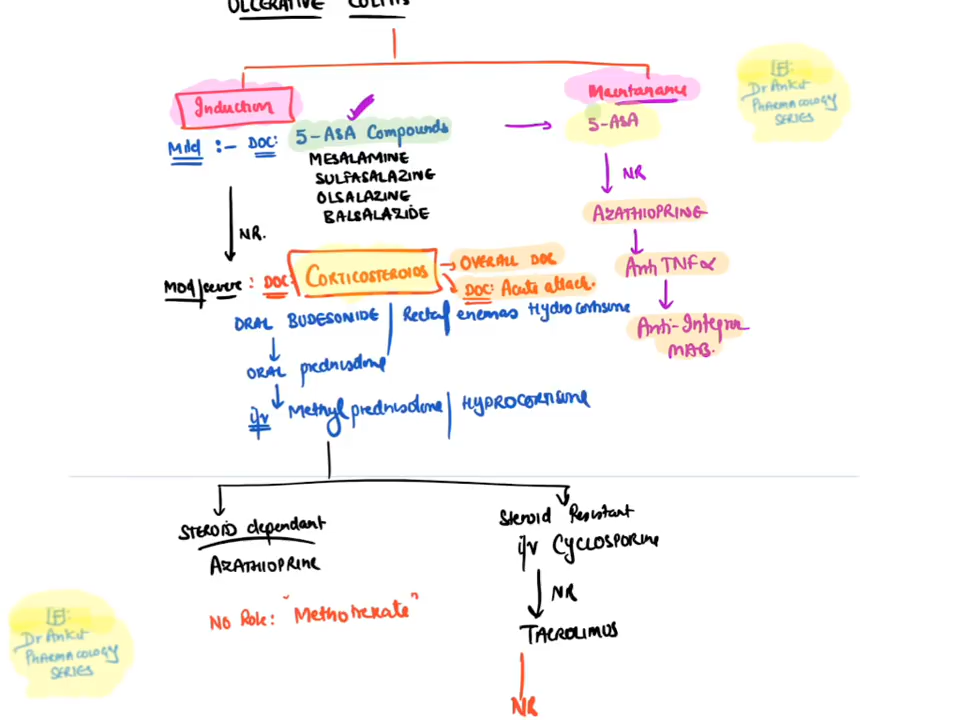 ULCERATIVE COLITIS
Induction
Maintanance
Dr Ankit
PHARMACOLOGY
SERIES
Mild :- DOC: 5-ASA Compounds
5-ASA
MESALAMINE
SULFASALAZINE
OLSALAZINE
BALSALAZIDE
NR.
NR
AZATHIOPRINE
Anti TNFα
Anti-Integrin
MAB.
Mod/severe : DOC: CORTICOSTEROIDS
OVERALL DOC
DOC: Acute attack.
ORAL BUDESONIDE / Rectal enemas Hydrocortisone
ORAL prednisolone
i/v Methyl prednisolone / HYDROCORTISONE
STEROID dependant
AZATHIOPRINE
No Role: "Methotrexate"
Steroid Resistant
i/v CYCLOSPORINE
NR
TACROLIMUS
NR
Dr Ankit
PHARMACOLOGY
SERIES